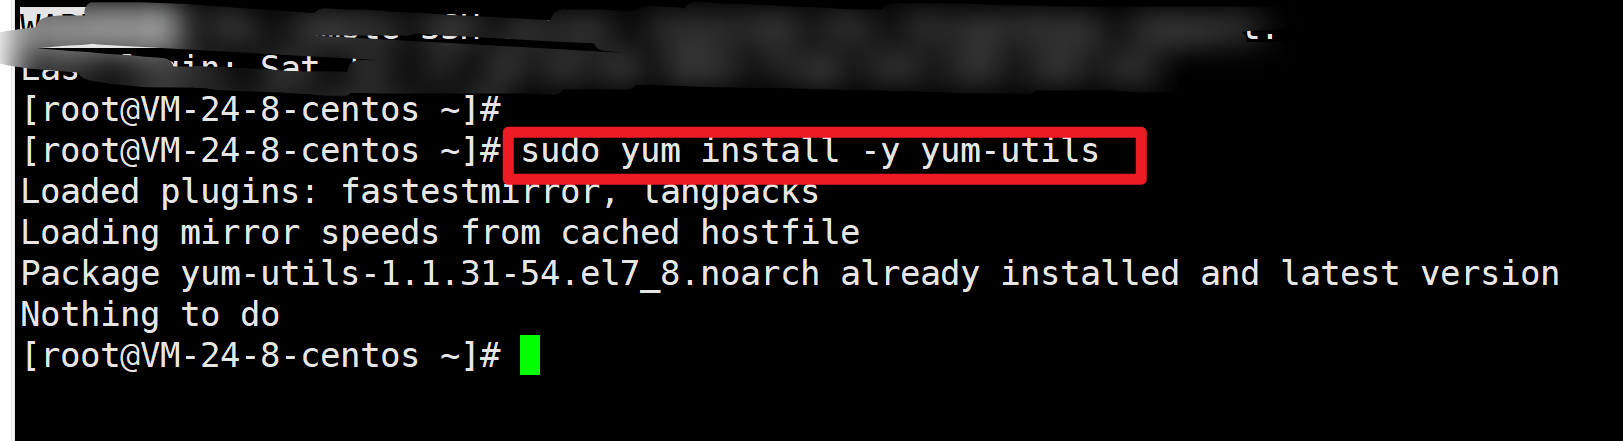 SSH
Sat
[root@VM-24-8-centos ~]#
[root@VM-24-8-centos ~]# sudo yum install -y yum-utils
Loaded plugins: fastestmirror, langpacks
Loading mirror speeds from cached hostfile
Package yum-utils-1.1.31-54.el7_8.noarch already installed and latest version
Nothing to do
[root@VM-24-8-centos ~]#